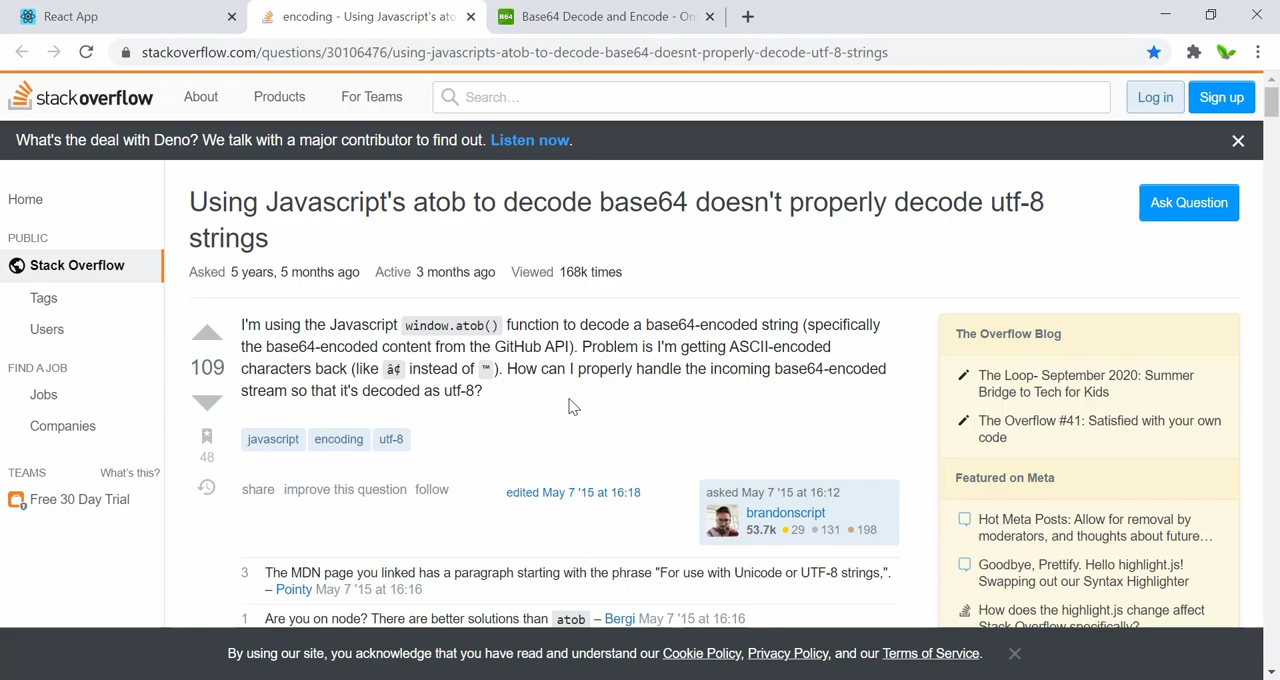 React App
encoding - Using Javascript's ato
B64
Base64 Decode and Encode - On
stackoverflow.com/questions/30106476/using-javascripts-atob-to-decode-base64-doesnt-properly-decode-utf-8-strings
stackoverflow
About
Products
For Teams
Search…
Log in
Sign up
What's the deal with Deno? We talk with a major contributor to find out. Listen now.
Home
PUBLIC
Stack Overflow
Tags
Users
FIND A JOB
Jobs
Companies
TEAMS
What's this?
Free 30 Day Trial
Using Javascript's atob to decode base64 doesn't properly decode utf-8
strings
Ask Question
Asked 5 years, 5 months ago Active 3 months ago Viewed 168k times
109
48
I'm using the Javascript window.atob() function to decode a base64-encoded string (specifically
the base64-encoded content from the GitHub API). Problem is I'm getting ASCII-encoded
characters back (like â¢ instead of ™). How can I properly handle the incoming base64-encoded
stream so that it's decoded as utf-8?
javascript encoding utf-8
share improve this question follow
edited May 7 '15 at 16:18
asked May 7 '15 at 16:12
brandonscript
53.7k 29 131 198
3 The MDN page you linked has a paragraph starting with the phrase "For use with Unicode or UTF-8 strings,".
– Pointy May 7 '15 at 16:16
1 Are you on node? There are better solutions than atob – Bergi May 7 '15 at 16:16
The Overflow Blog
The Loop- September 2020: Summer
Bridge to Tech for Kids
The Overflow #41: Satisfied with your own
code
Featured on Meta
Hot Meta Posts: Allow for removal by
moderators, and thoughts about future…
Goodbye, Prettify. Hello highlight.js!
Swapping out our Syntax Highlighter
How does the highlight.js change affect
Stack Overflow specifically?
By using our site, you acknowledge that you have read and understand our Cookie Policy, Privacy Policy, and our Terms of Service.